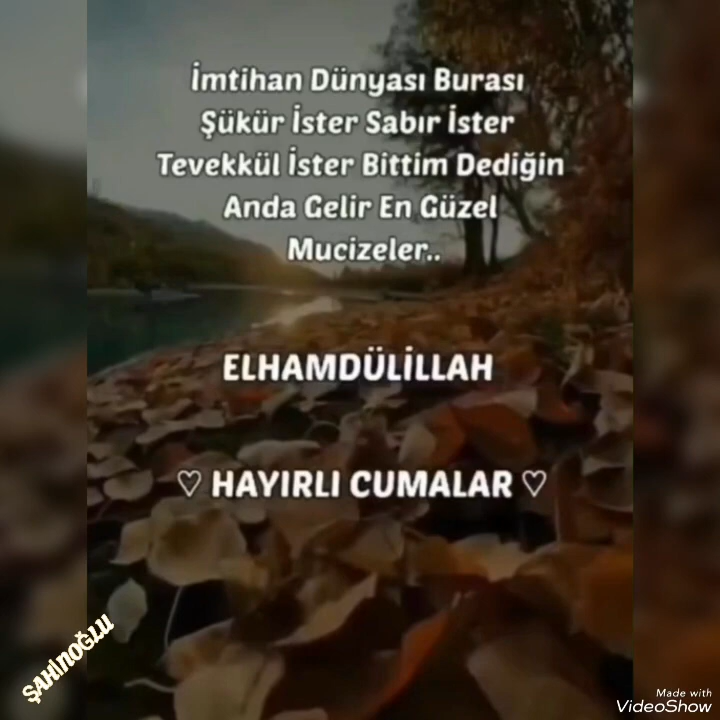 İmtihan Dünyası Burası
Şükür İster Sabır İster
Tevekkül İster Bittim Dediğin
Anda Gelir En Güzel
Mucizeler..
ELHAMDÜLİLLAH
♡ HAYIRLI CUMALAR ♡
ŞAHİNOĞLU
Made with
VideoShow